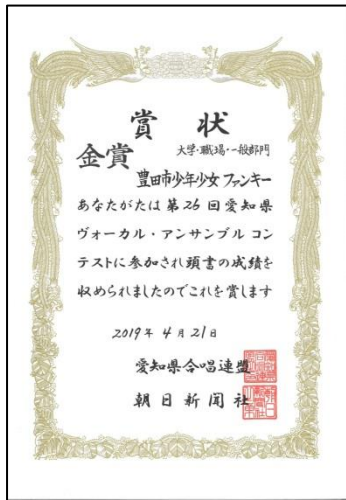 賞状
金賞
大学・職場・一般部門
豊田市少年少女 ファンキー
あなたがたは第26回愛知県
ヴォーカル・アンサンブルコン
テストに参加され頭書の成績を
収められましたのでこれを賞します
2019年4月21日
愛知県合唱連盟
朝日新聞社